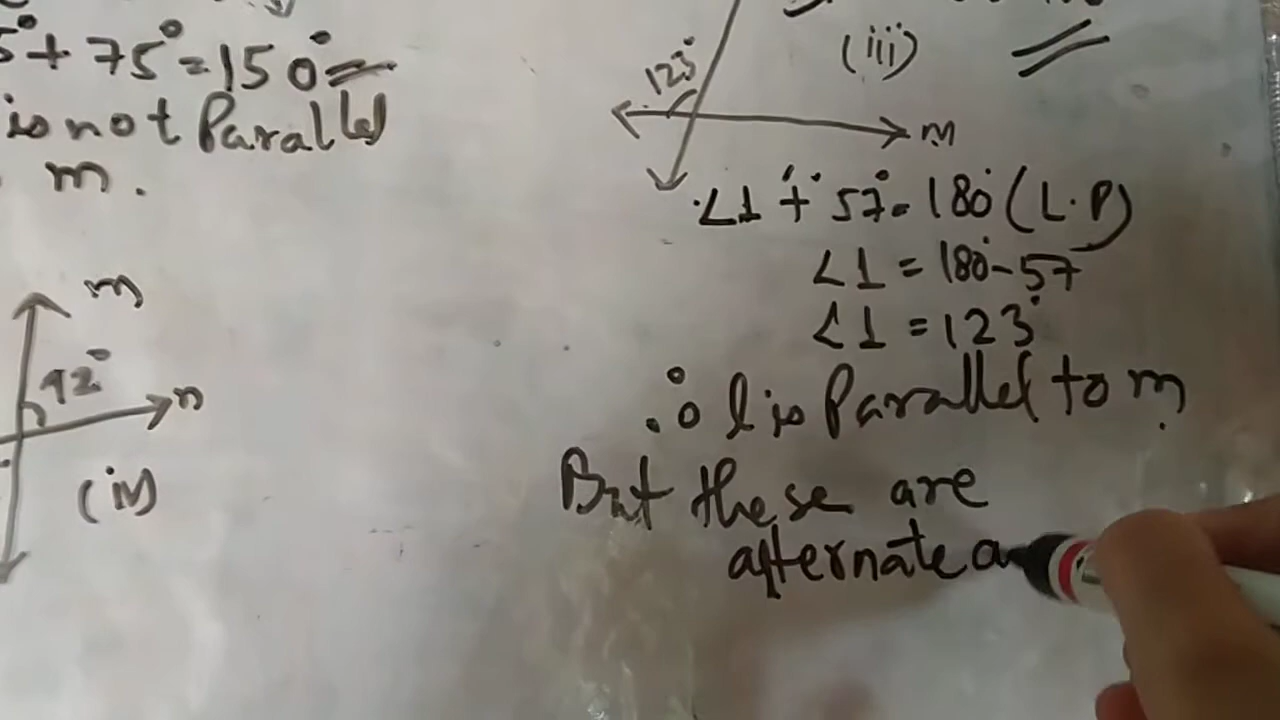 5° + 75° = 150°
is not Parallel
m.
m
92°
n
(iv)
(iii)
123°
m
∠1 + 57° = 180° (L.P)
∠1 = 180° - 57
∠1 = 123°
∴ l is Parallel to m
But these are
alternate a